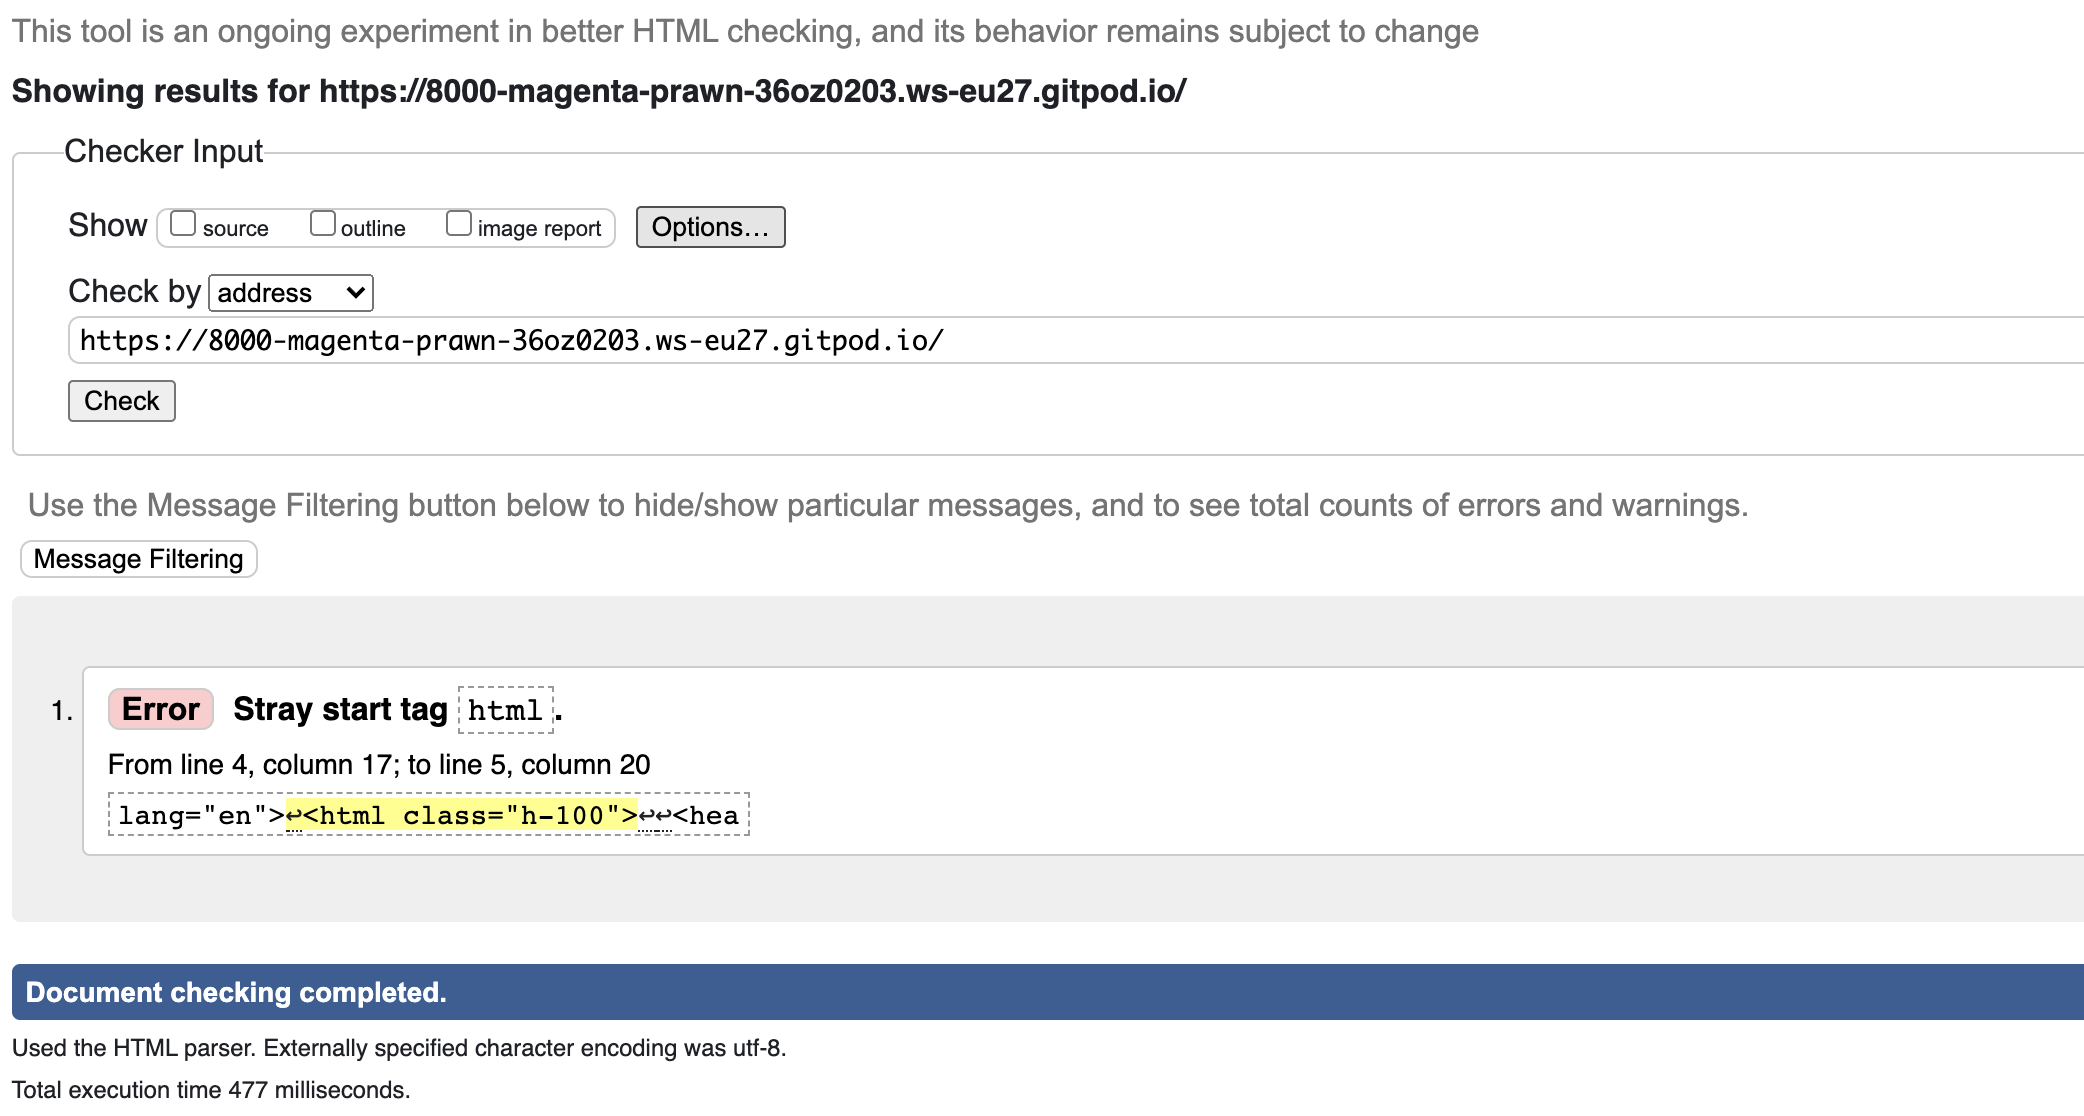 This tool is an ongoing experiment in better HTML checking, and its behavior remains subject to change
Showing results for https://8000-magenta-prawn-36oz0203.ws-eu27.gitpod.io/
Checker Input
Show source outline image report Options...
Check by address
https://8000-magenta-prawn-36oz0203.ws-eu27.gitpod.io/
Check
Use the Message Filtering button below to hide/show particular messages, and to see total counts of errors and warnings.
Message Filtering
1. Error Stray start tag html.
From line 4, column 17; to line 5, column 20
lang="en">↩<html class="h-100">↩↩<hea
Document checking completed.
Used the HTML parser. Externally specified character encoding was utf-8.
Total execution time 477 milliseconds.